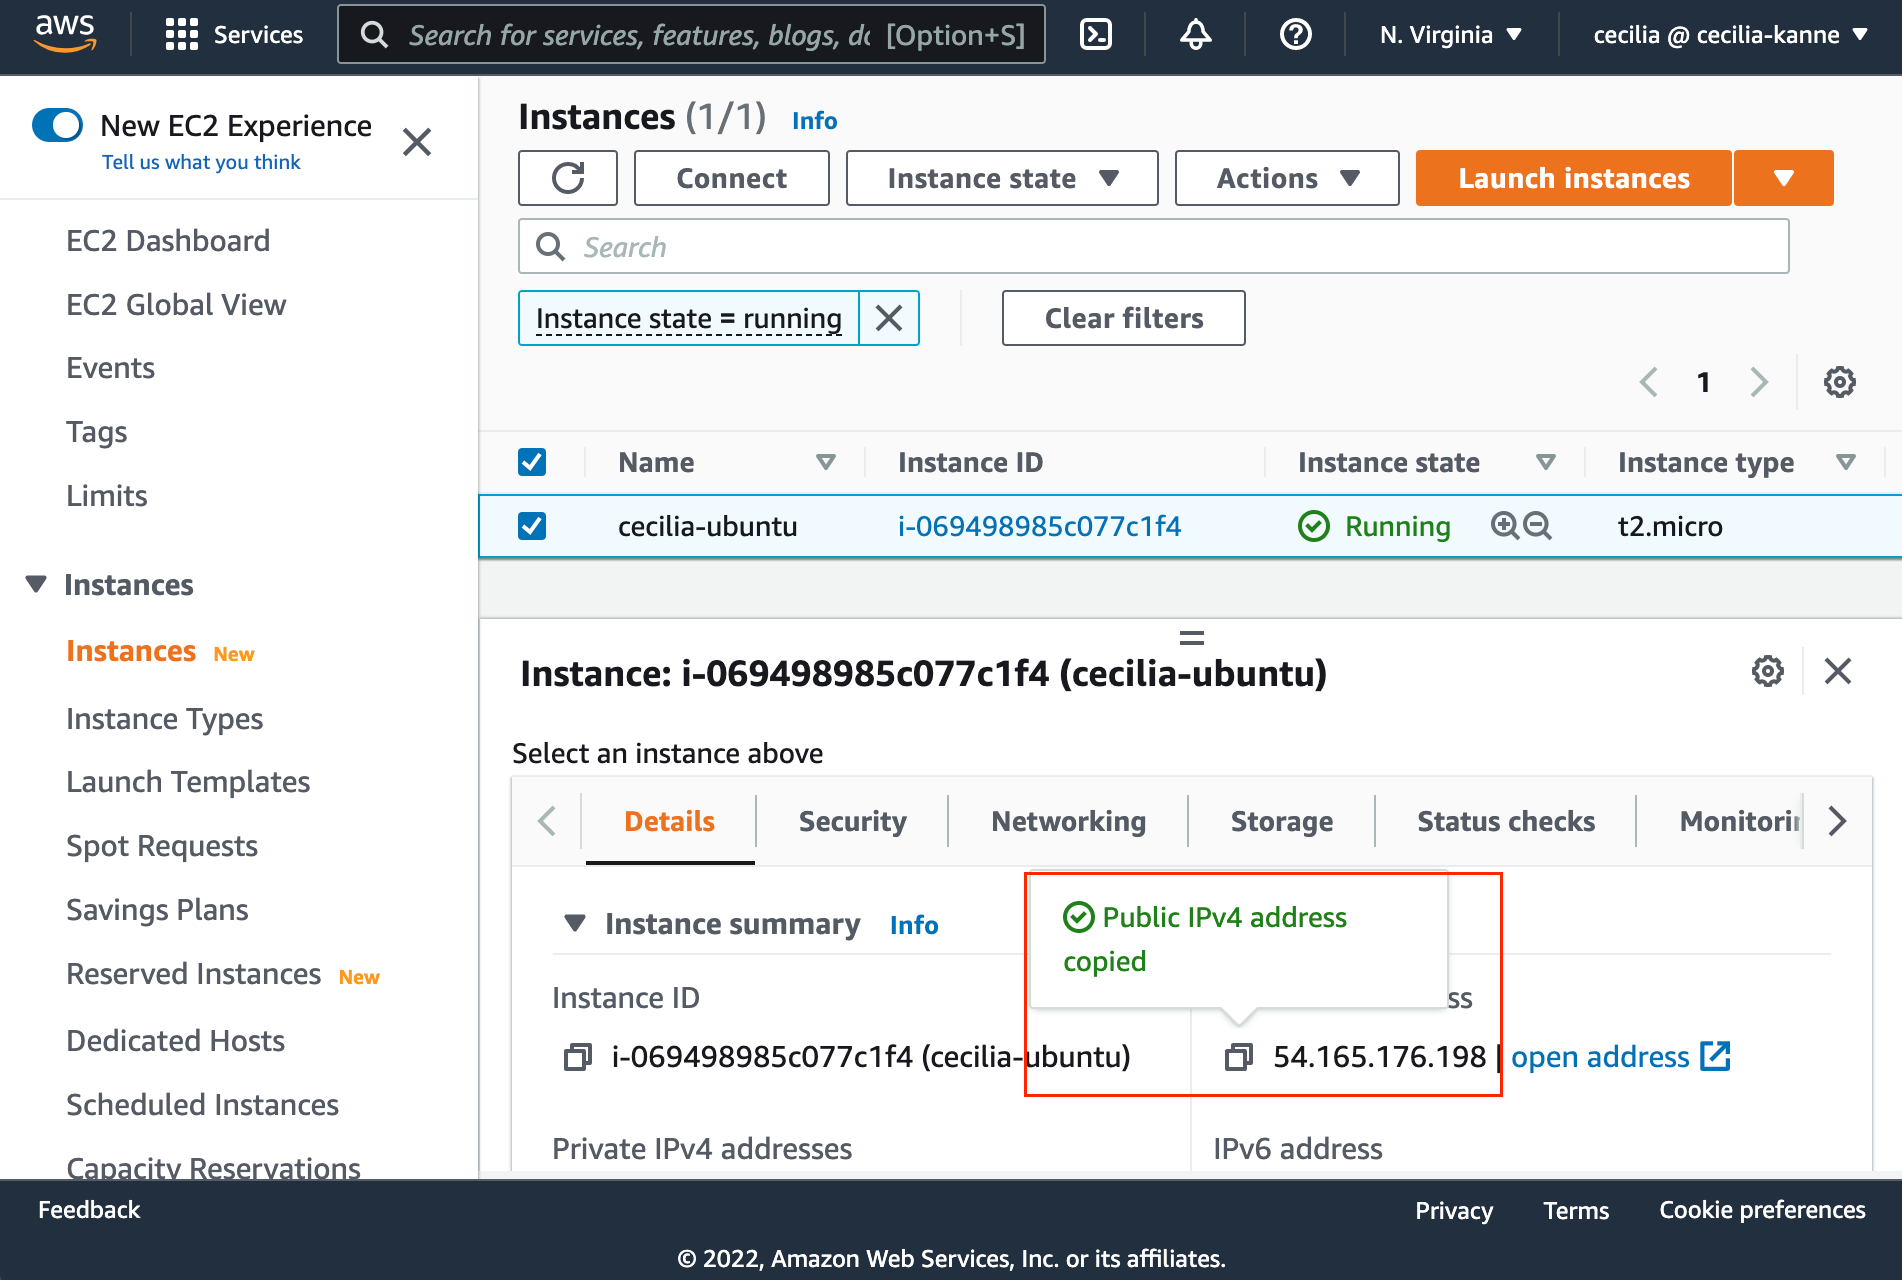 aws
Services
Search for services, features, blogs, dc [Option+S]
N. Virginia
cecilia @ cecilia-kanne
New EC2 Experience
Tell us what you think
EC2 Dashboard
EC2 Global View
Events
Tags
Limits
Instances
Instances New
Instance Types
Launch Templates
Spot Requests
Savings Plans
Reserved Instances New
Dedicated Hosts
Scheduled Instances
Capacity Reservations
Instances (1/1) Info
Connect
Instance state
Actions
Launch instances
Search
Instance state = running
Clear filters
1
Name Instance ID Instance state Instance type
cecilia-ubuntu i-069498985c077c1f4 Running t2.micro
Instance: i-069498985c077c1f4 (cecilia-ubuntu)
Select an instance above
Details Security Networking Storage Status checks Monitorin
Instance summary Info
Public IPv4 address
copied
Instance ID
ss
i-069498985c077c1f4 (cecilia-ubuntu)
54.165.176.198 | open address
Private IPv4 addresses
IPv6 address
Feedback
Privacy Terms Cookie preferences
© 2022, Amazon Web Services, Inc. or its affiliates.